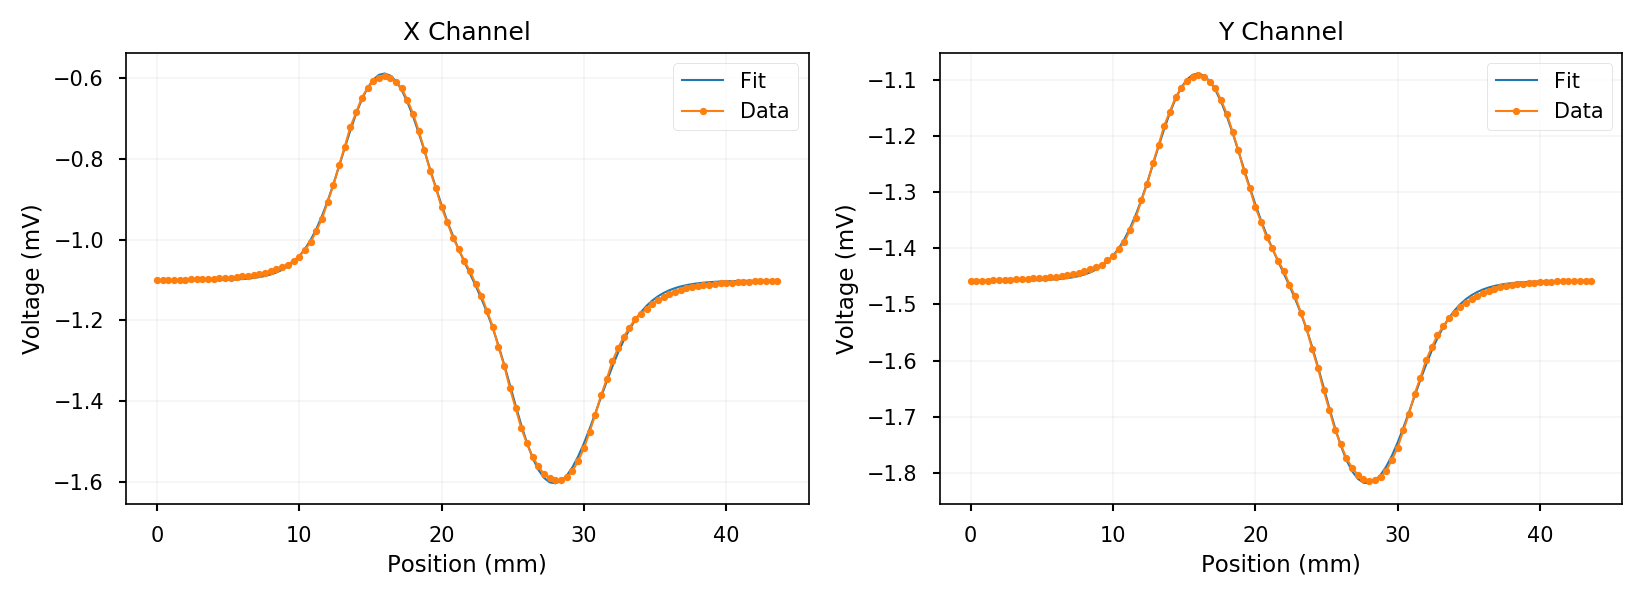 X Channel
Fit
Data
−0.6
−0.8
−1.0
−1.2
−1.4
−1.6
Voltage (mV)
0
10
20
30
40
Position (mm)
Y Channel
Fit
Data
−1.1
−1.2
−1.3
−1.4
−1.5
−1.6
−1.7
−1.8
Voltage (mV)
0
10
20
30
40
Position (mm)